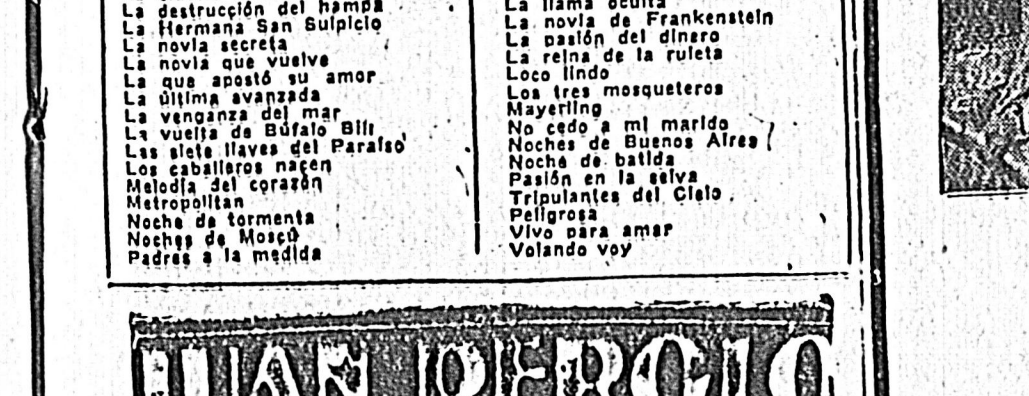 La destrucción del hampa
La Hermana San Sulpicio
La novia secreta
La novia que vuelve
La que apostó su amor
La última avanzada
La venganza del mar
La vuelta de Búfalo Bill
Las siete llaves del Paraíso
Los caballeros nacen
Melodía del corazón
Metropolitan
Noche de tormenta
Noches de Moscú
Padres a la medida
La llama oculta
La novia de Frankenstein
La pasión del dinero
La reina de la ruleta
Loco lindo
Los tres mosqueteros
Mayerling
No cedo a mi marido
Noches de Buenos Aires
Noche de batida
Pasión en la selva
Tripulantes del Cielo
Peligrosa
Vivo para amar
Volando voy
JUAN